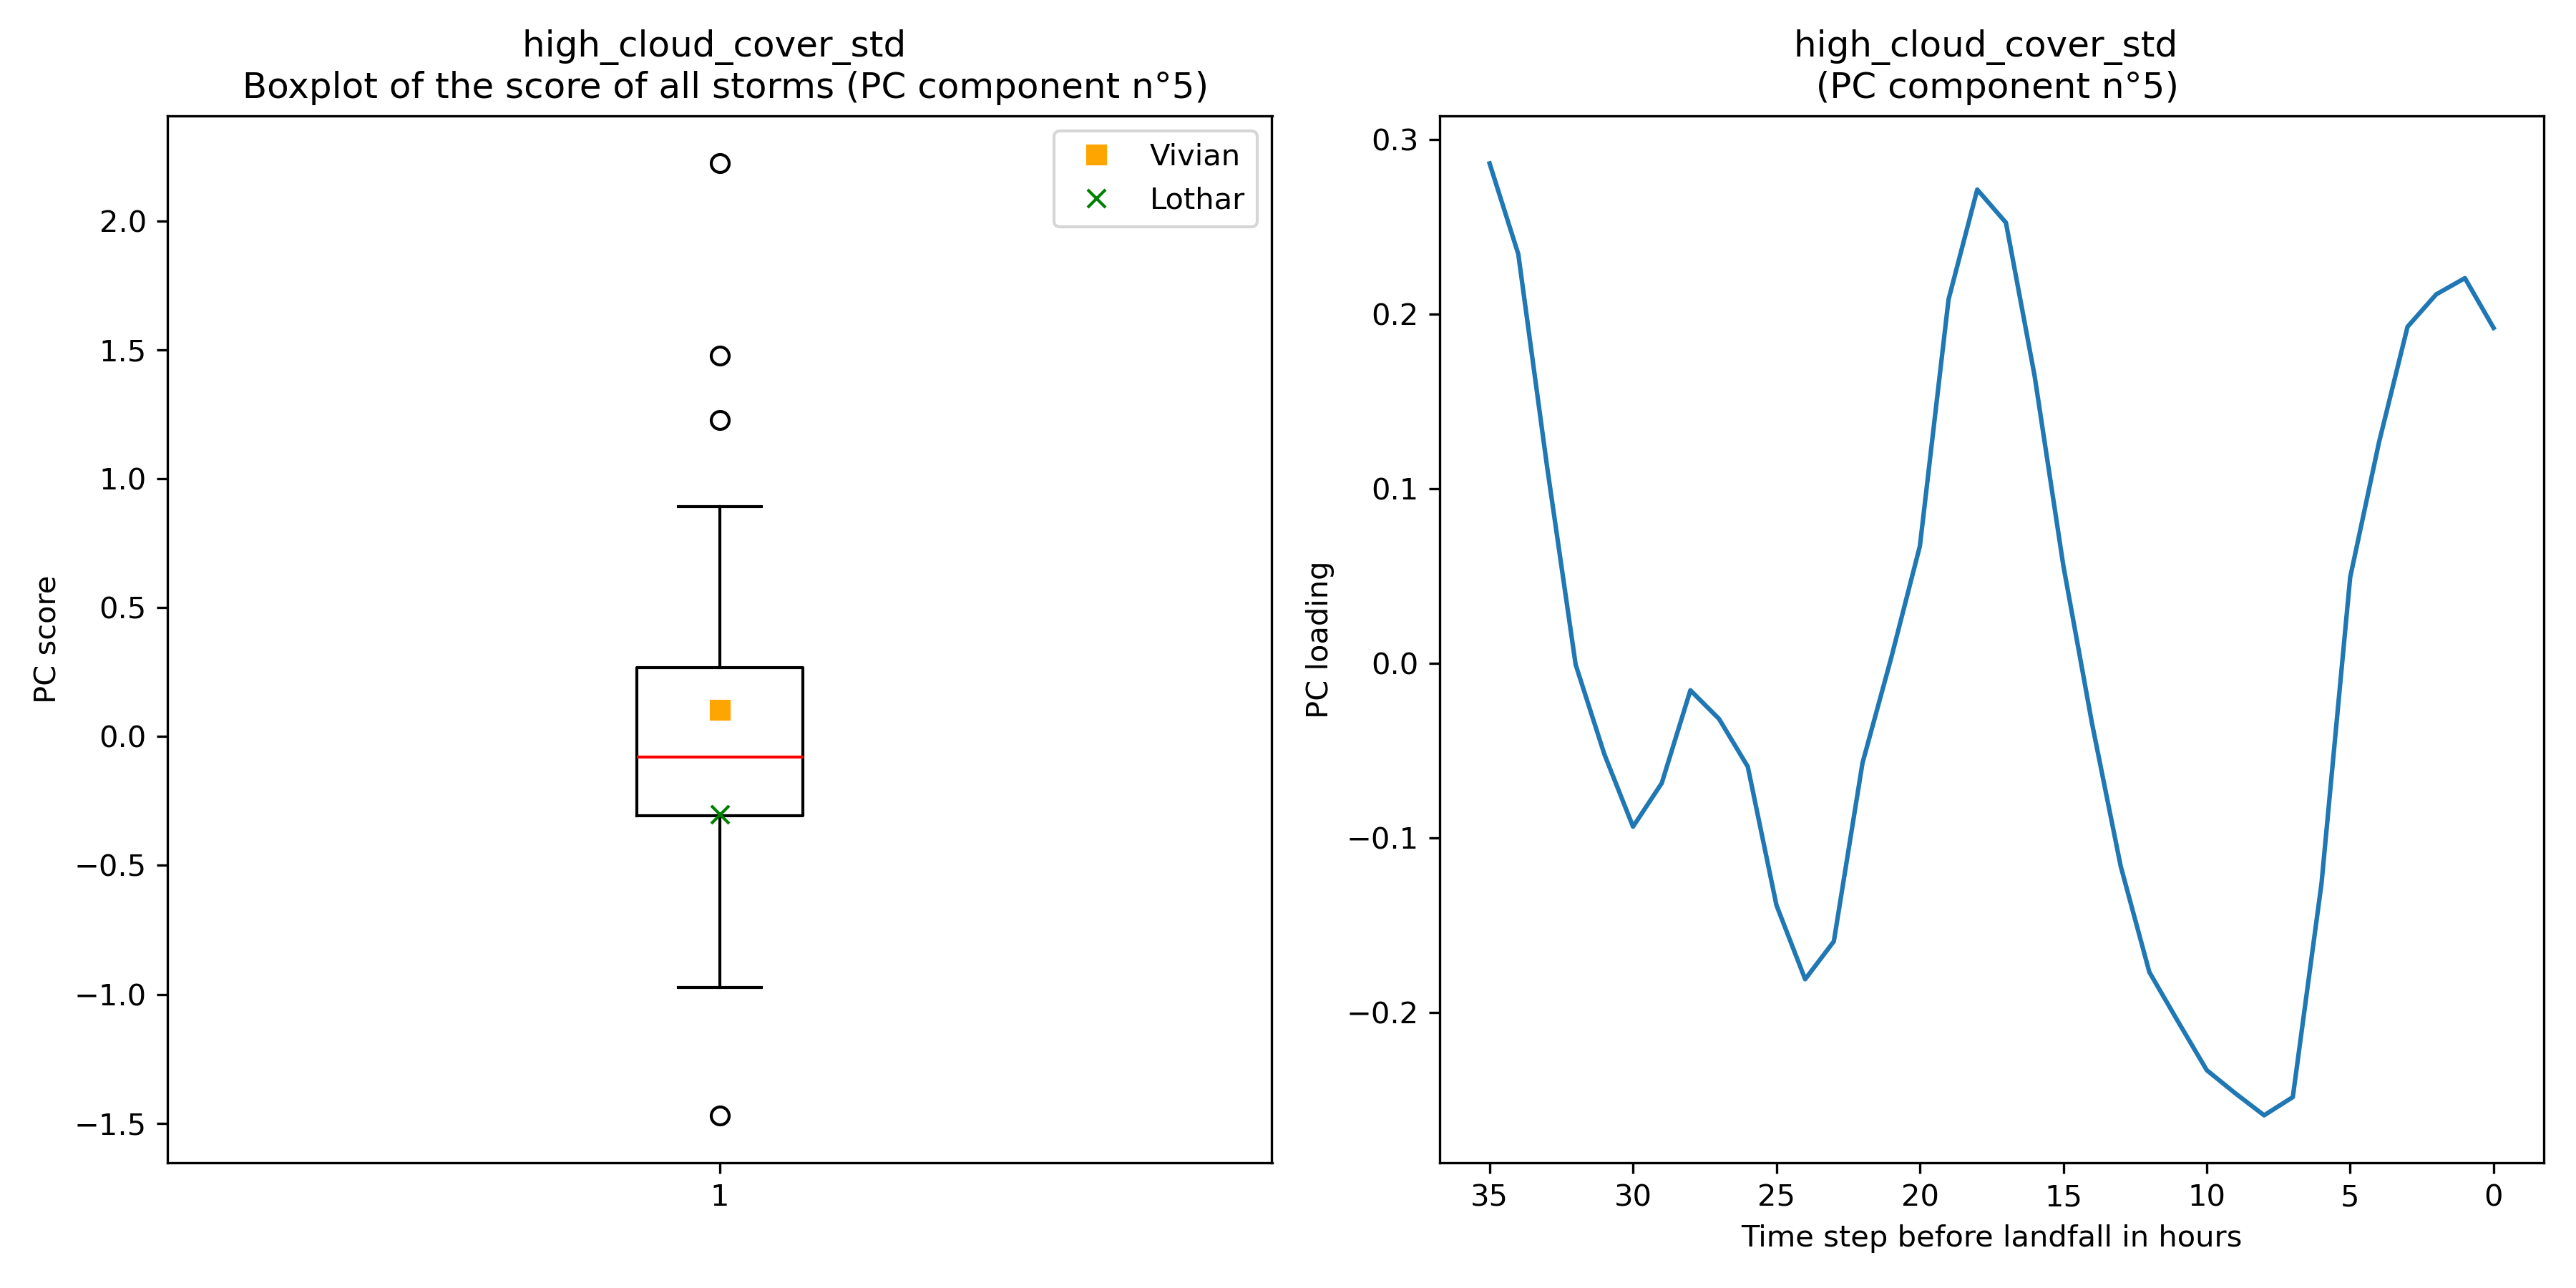 high_cloud_cover_std
Boxplot of the score of all storms (PC component n°5)
Vivian
Lothar
PC score
2.0
1.5
1.0
0.5
0.0
−0.5
−1.0
−1.5
1
high_cloud_cover_std
(PC component n°5)
PC loading
0.3
0.2
0.1
0.0
−0.1
−0.2
35 30 25 20 15 10 5 0
Time step before landfall in hours